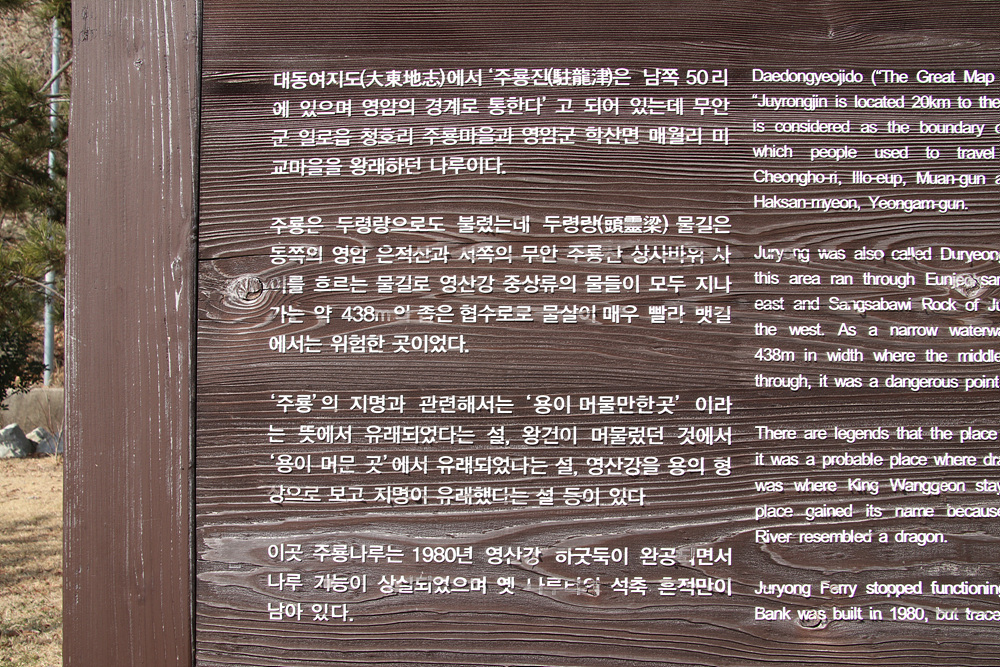 대동여지도(大東地志)에서 ‘주룡진(駐龍津)은 남쪽 50리
에 있으며 영암의 경계로 통한다’ 고 되어 있는데 무안
군 일로읍 청호리 주룡마을과 영암군 학산면 매월리 미
교마을을 왕래하던 나루이다.
주룡은 두령량으로도 불렸는데 두령량(頭靈梁) 물길은
동쪽의 영암 은적산과 서쪽의 무안 주룡산 상사바위 사
이를 흐르는 물길로 영산강 중상류의 물들이 모두 지나
가는 약 438m의 좁은 협수로로 물살이 매우 빨라 뱃길
에서는 위험한 곳이었다.
‘주룡’의 지명과 관련해서는 ‘용이 머물만한곳’ 이라
는 뜻에서 유래되었다는 설, 왕건이 머물렀던 것에서
‘용이 머문 곳’에서 유래되었다는 설, 영산강을 용의 형
상으로 보고 지명이 유래했다는 설 등이 있다
이곳 주룡나루는 1980년 영산강 하굿둑이 완공되면서
나루 기능이 상실되었으며 옛 나루터의 석축 흔적만이
남아 있다.
Daedongyeojido (“The Great Map
“Juyrongjin is located 20km to the
is considered as the boundary
which people used to travel
Cheongho-ri, Illo-eup, Muan-gun
Haksan-myeon, Yeongam-gun.
Juryong was also called Duryeong
this area ran through Eunjeoksan
east and Sangsabawi Rock of Ju
the west. As a narrow waterwa
438m in width where the middle
through, it was a dangerous point
There are legends that the place
it was a probable place where dra
was where King Wanggeon stay
place gained its name because
River resembled a dragon.
Juryong Ferry stopped functioning
Bank was built in 1980, but trace